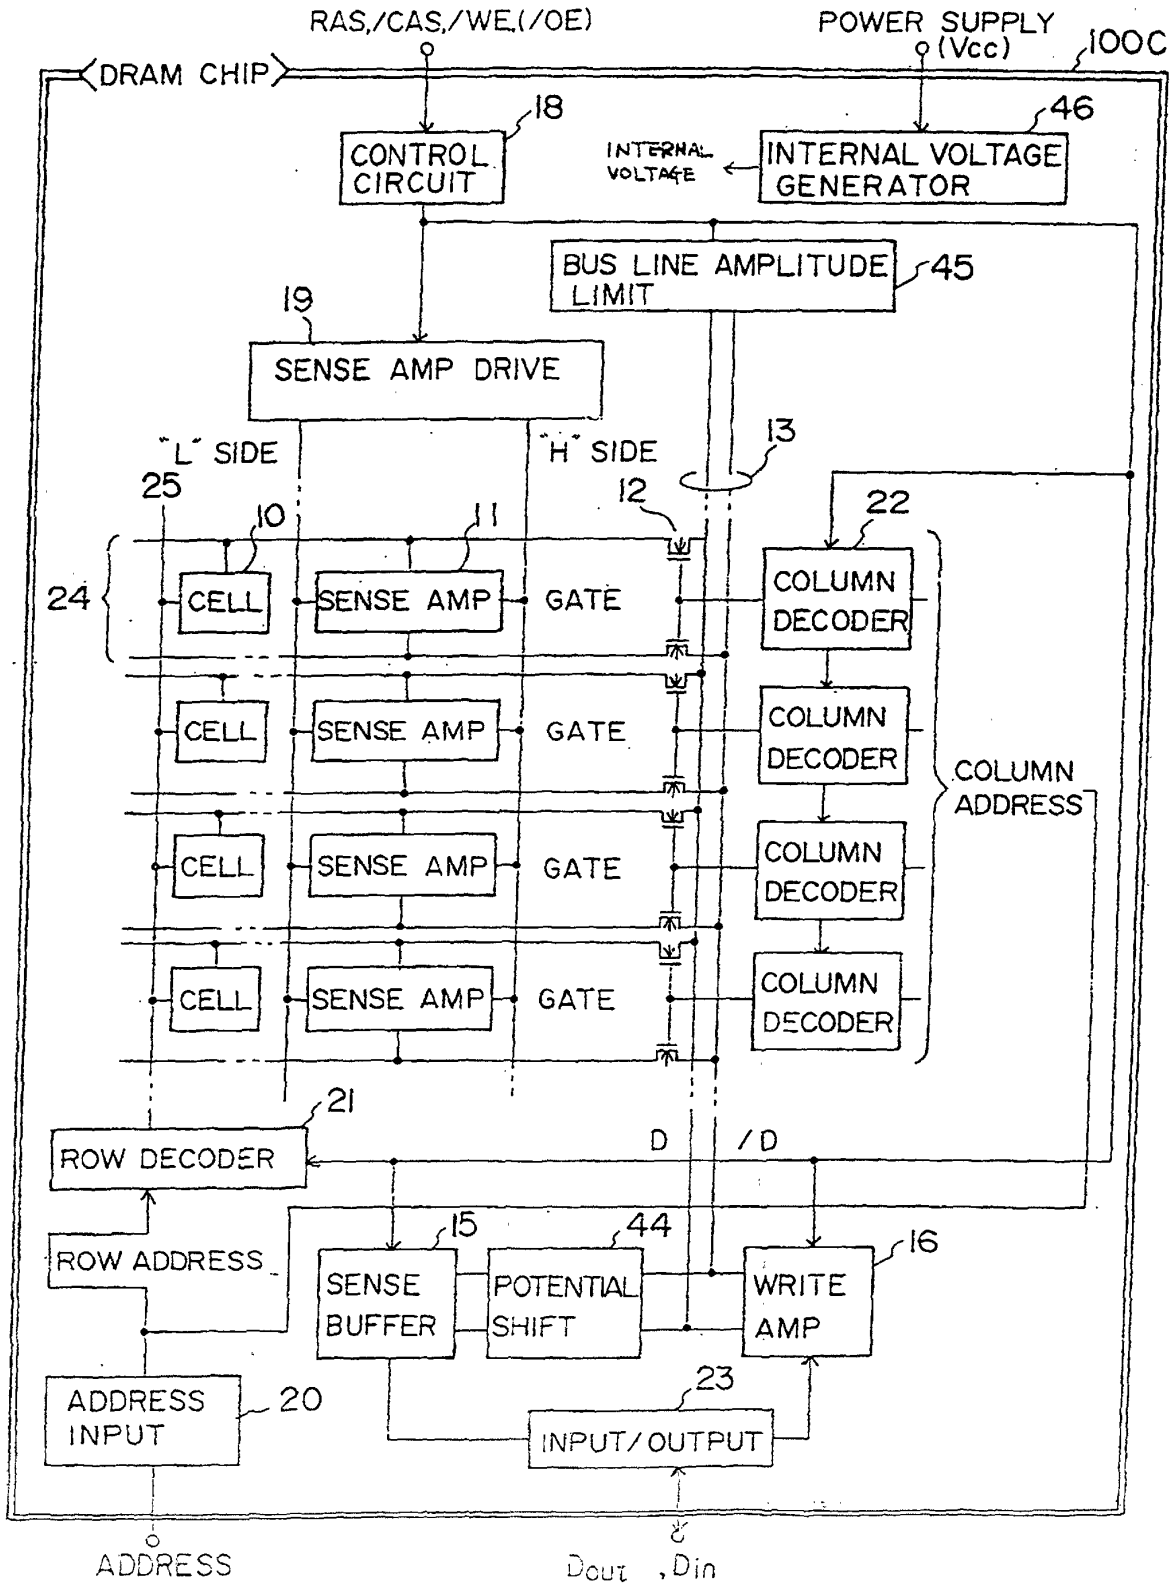 RAS,/CAS,/WE,(/OE)
POWER SUPPLY
(Vcc)
100C
DRAM CHIP
18
46
CONTROL
CIRCUIT
INTERNAL
VOLTAGE
INTERNAL VOLTAGE
GENERATOR
BUS LINE AMPLITUDE
LIMIT
45
19
SENSE AMP DRIVE
"L" SIDE
"H" SIDE
13
25
10
11
12
22
24
CELL
SENSE AMP
GATE
COLUMN
DECODER
CELL
SENSE AMP
GATE
COLUMN
DECODER
COLUMN
ADDRESS
CELL
SENSE AMP
GATE
COLUMN
DECODER
CELL
SENSE AMP
GATE
COLUMN
DECODER
21
ROW DECODER
D
/D
ROW ADDRESS
15
44
16
SENSE
BUFFER
POTENTIAL
SHIFT
WRITE
AMP
ADDRESS
INPUT
20
23
INPUT/OUTPUT
ADDRESS
Dout , Din